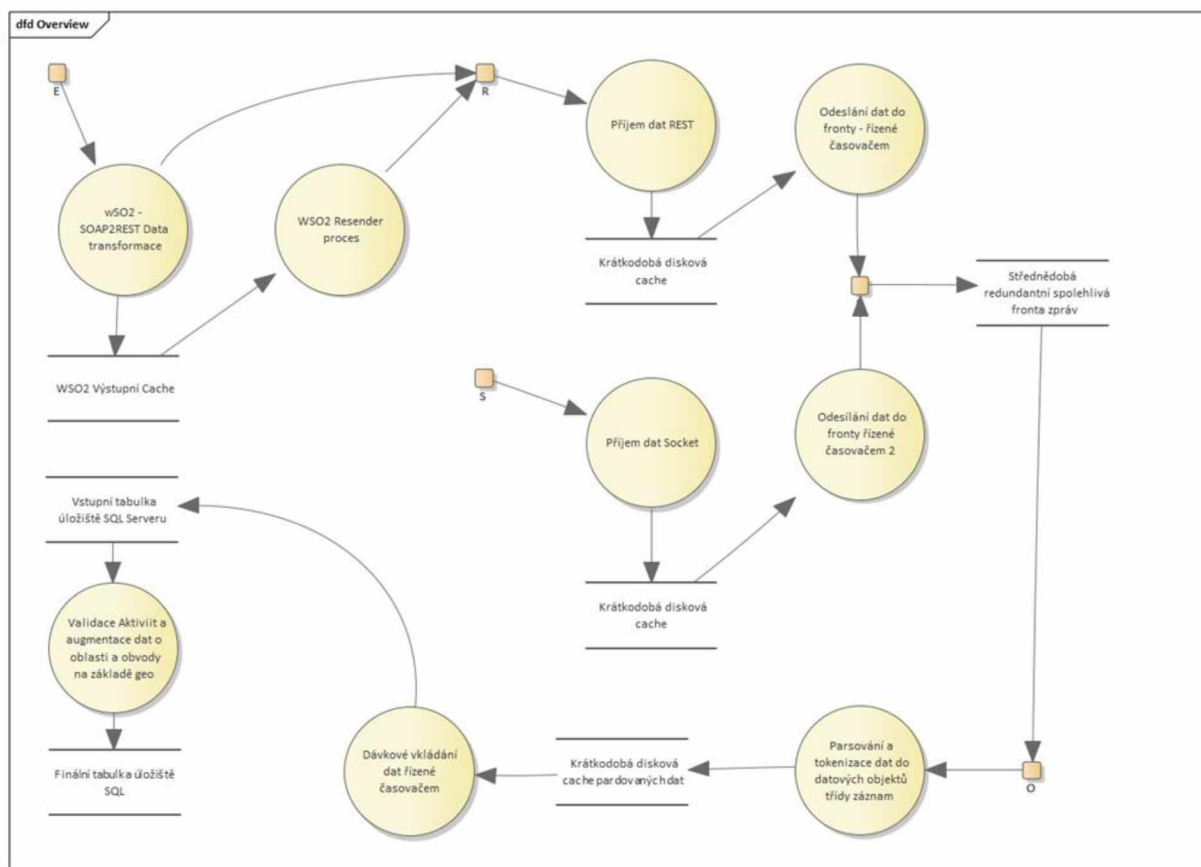 dfd Overview
E
R
wSO2 -
SOAP2REST Data
transformace
WSO2 Resender
proces
Příjem dat REST
Odeslání dat do
fronty - řízené
časovačem
Krátkodobá disková
cache
Střednědobá
redundantní spolehlivá
fronta zpráv
WSO2 Výstupní Cache
S
Příjem dat Socket
Odesílání dat do
fronty řízené
časovačem 2
Vstupní tabulka
úložiště SQL Serveru
Krátkodobá disková
cache
Validace Aktiviit a
augmentace dat o
oblasti a obvody
na základě geo
Finální tabulka úložiště
SQL
Dávkové vkládání
dat řízené
časovačem
Krátkodobá disková
cache pardovaných dat
Parsování a
tokenizace dat do
datových objektů
třídy záznam
O